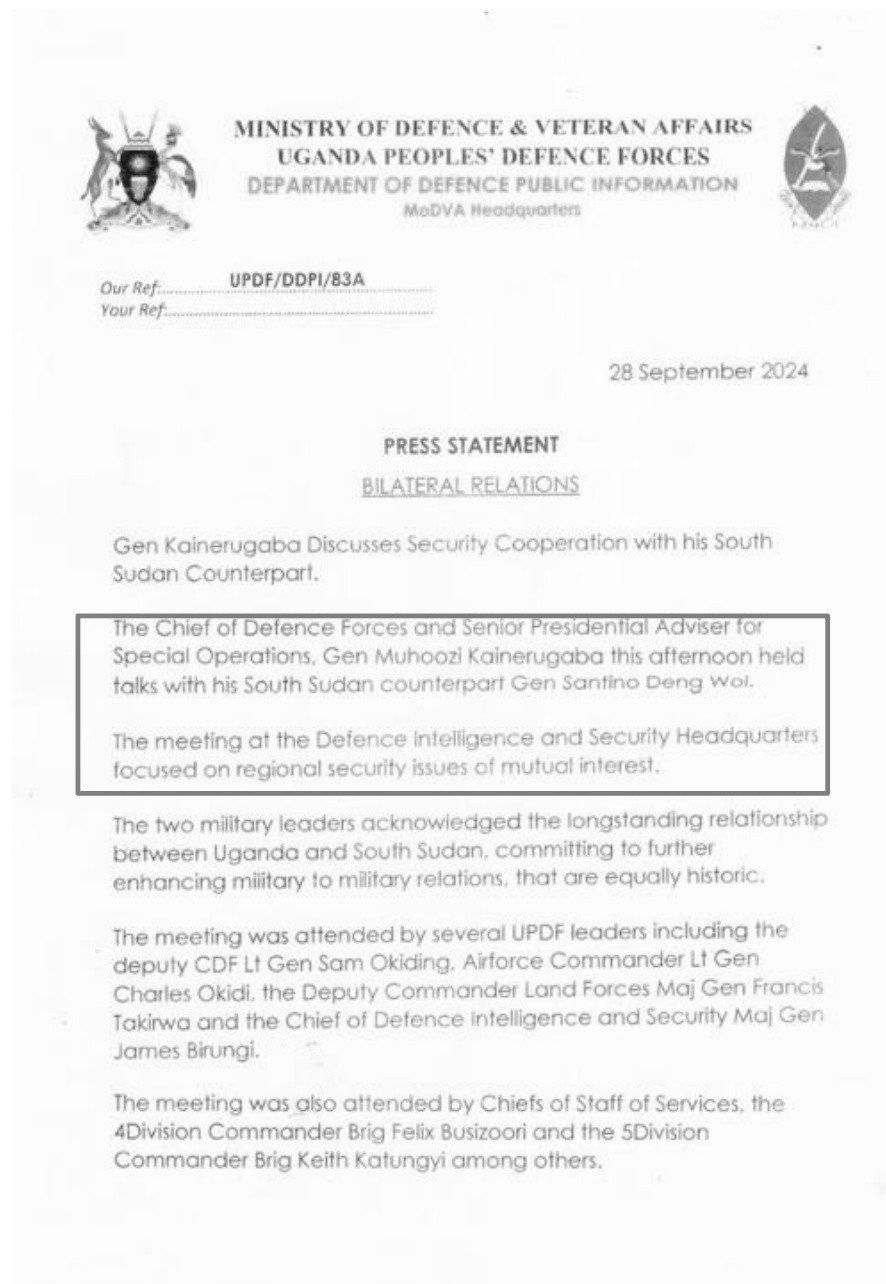 MINISTRY OF DEFENCE & VETERAN AFFAIRS
UGANDA PEOPLES' DEFENCE FORCES
DEPARTMENT OF DEFENCE PUBLIC INFORMATION
MoDVA Headquarters
Our Ref:............UPDF/DDPI/83A............
Your Ref:............................................................
28 September 2024
PRESS STATEMENT
BILATERAL RELATIONS
Gen Kainerugaba Discusses Security Cooperation with his South
Sudan Counterpart.
The Chief of Defence Forces and Senior Presidential Adviser for
Special Operations, Gen Muhoozi Kainerugaba this afternoon held
talks with his South Sudan counterpart Gen Santino Deng Wol.
The meeting at the Defence Intelligence and Security Headquarters
focused on regional security issues of mutual interest.
The two military leaders acknowledged the longstanding relationship
between Uganda and South Sudan, committing to further
enhancing military to military relations, that are equally historic.
The meeting was attended by several UPDF leaders including the
deputy CDF Lt Gen Sam Okiding, Airforce Commander Lt Gen
Charles Okidi, the Deputy Commander Land Forces Maj Gen Francis
Takirwa and the Chief of Defence Intelligence and Security Maj Gen
James Birungi.
The meeting was also attended by Chiefs of Staff of Services, the
4Division Commander Brig Felix Busizoori and the 5Division
Commander Brig Keith Katungyi among others.